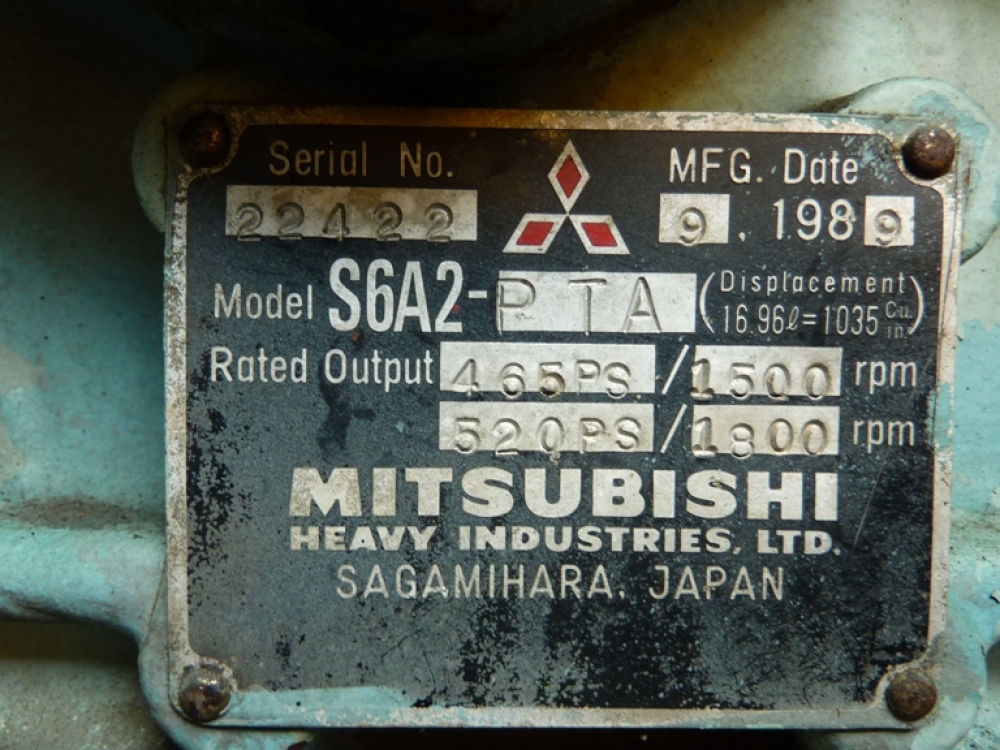 Serial No.
22422
MFG. Date
9 . 1989
Model S6A2-PTA (Displacement 16.96ℓ=1035 Cu. in.)
Rated Output 465PS. / 1500 rpm
520PS / 1800 rpm
MITSUBISHI
HEAVY INDUSTRIES, LTD.
SAGAMIHARA, JAPAN